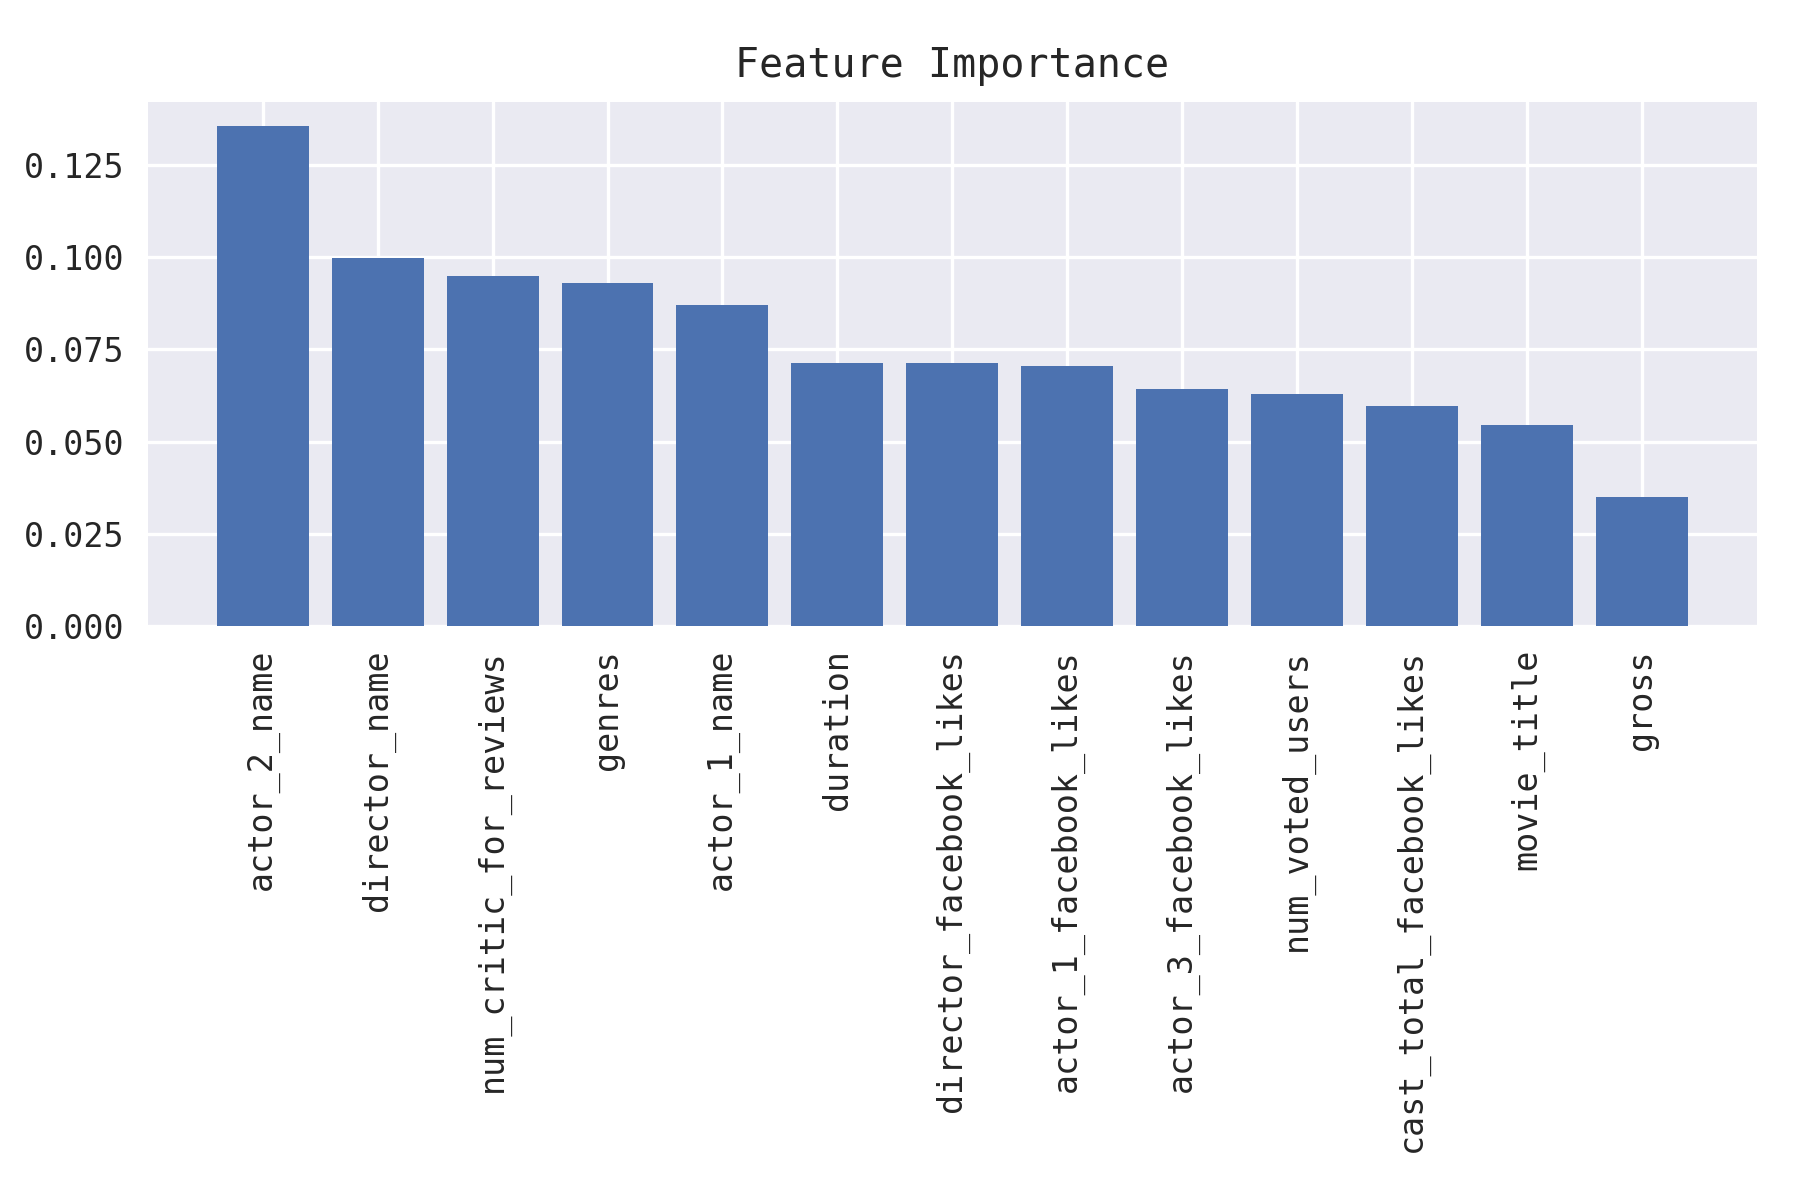 Feature Importance
0.125
0.100
0.075
0.050
0.025
0.000
actor_2_name
director_name
num_critic_for_reviews
genres
actor_1_name
duration
director_facebook_likes
actor_1_facebook_likes
actor_3_facebook_likes
num_voted_users
cast_total_facebook_likes
movie_title
gross